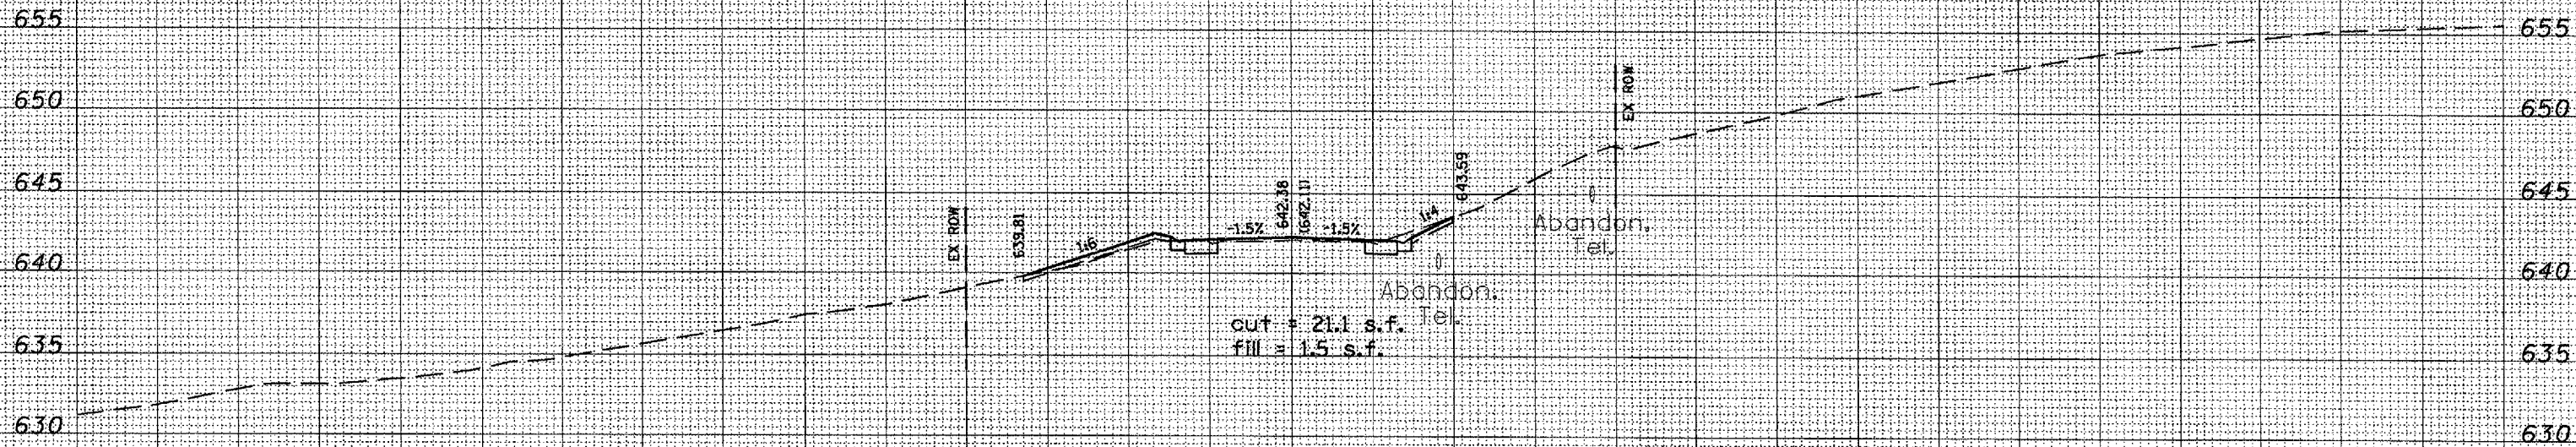 655 655
650 650
645 645
640 640
635 635
630 630
EX ROW
639.81
1:6
-1.5%
642.38
(642.11)
-1.5%
1:4
643.59
EX ROW
Abandon.
Tel.
Abandon.
Tel.
cut = 21.1 s.f.
fill = 1.5 s.f.